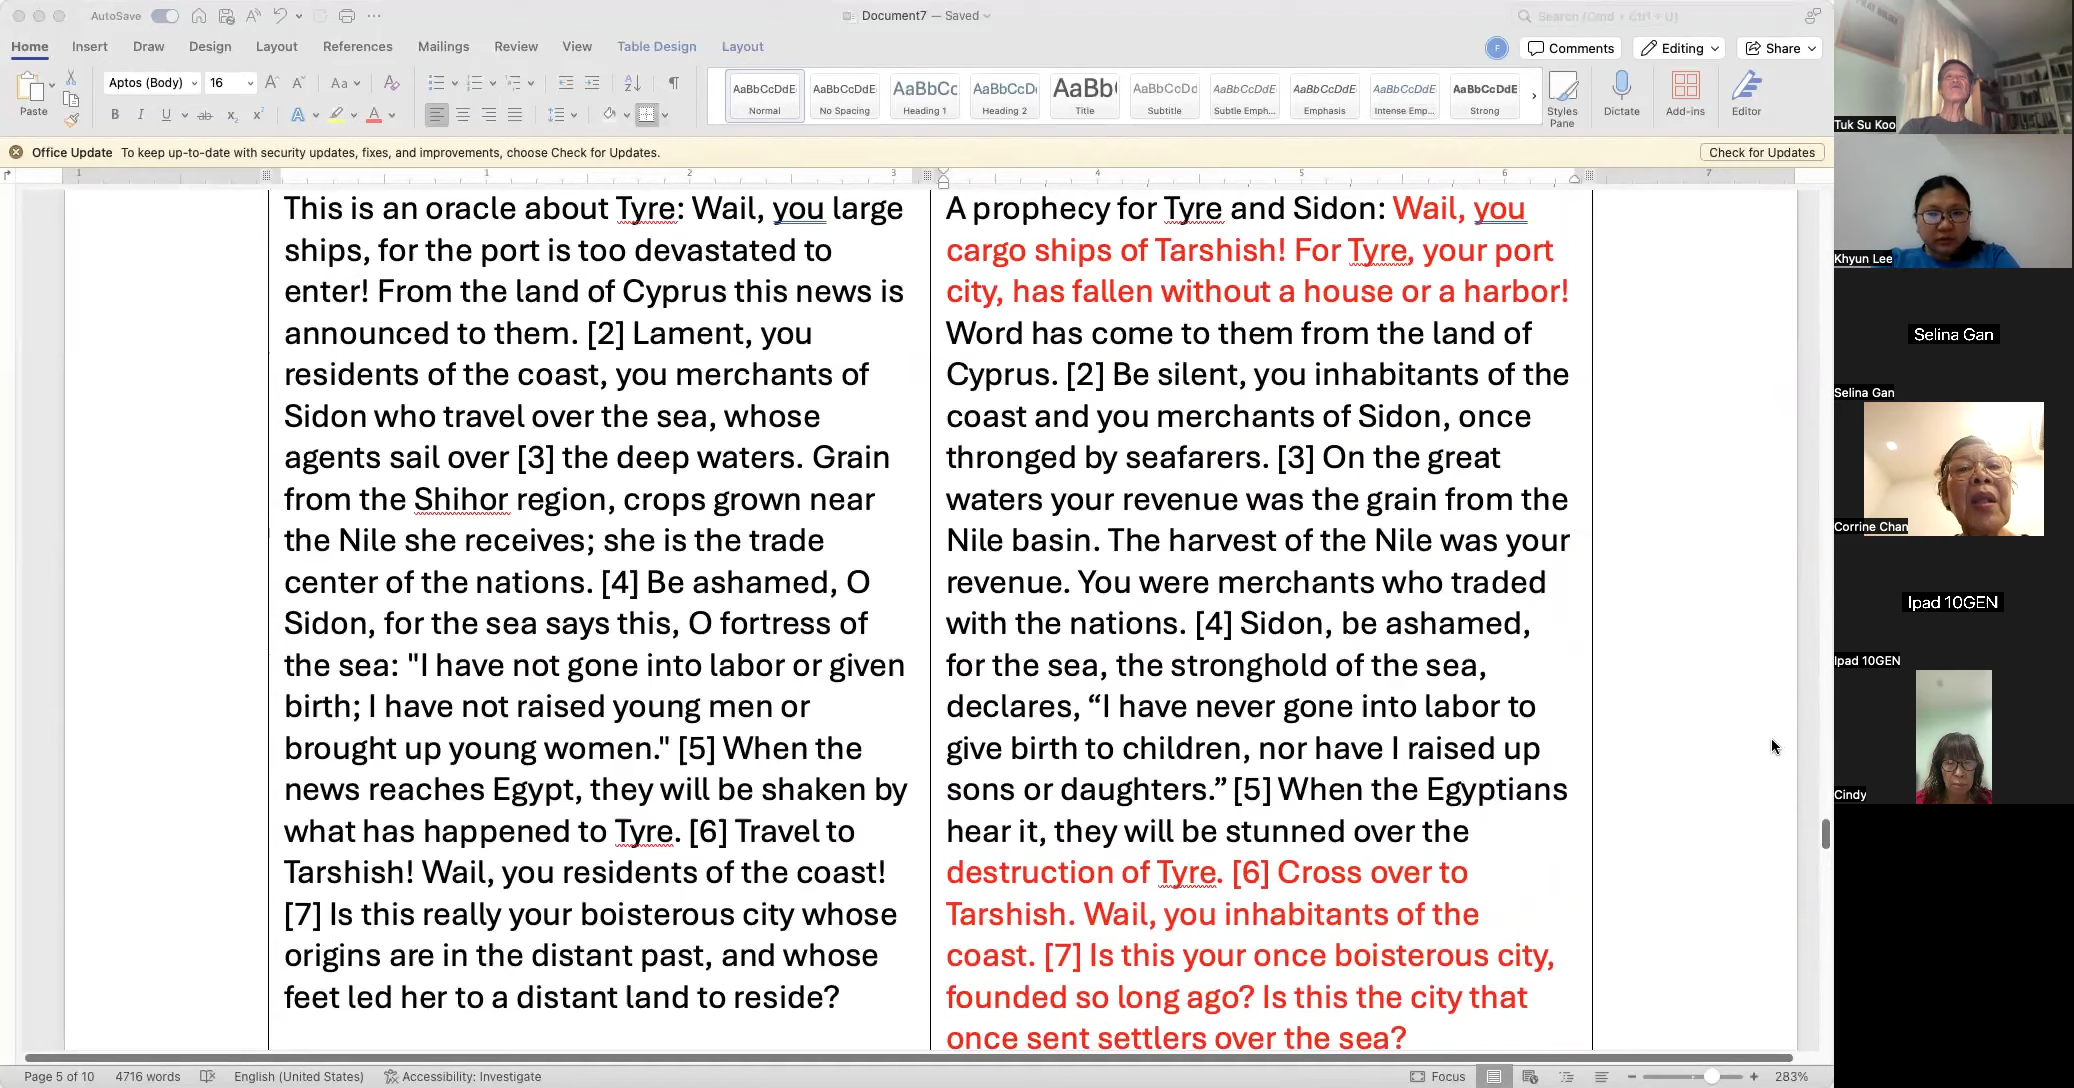 AutoSave
Document7 — Saved
Search (Cmd + Ctrl + U)
Home Insert Draw Design Layout References Mailings Review View Table Design Layout
F Comments Editing Share
Paste
Aptos (Body) 16
AaBbCcDdE AaBbCcDdE AaBbCc AaBbCcD AaBb AaBbCcDd AaBbCcDdE AaBbCcDdE AaBbCcDdE AaBbCcDdE
Normal No Spacing Heading 1 Heading 2 Title Subtitle Subtle Emph... Emphasis Intense Emp... Strong
Styles Pane
Dictate
Add-ins
Editor
Office Update To keep up-to-date with security updates, fixes, and improvements, choose Check for Updates.
Check for Updates
1 1 2 3 4 5 6 7
This is an oracle about Tyre: Wail, you large
ships, for the port is too devastated to
enter! From the land of Cyprus this news is
announced to them. [2] Lament, you
residents of the coast, you merchants of
Sidon who travel over the sea, whose
agents sail over [3] the deep waters. Grain
from the Shihor region, crops grown near
the Nile she receives; she is the trade
center of the nations. [4] Be ashamed, O
Sidon, for the sea says this, O fortress of
the sea: "I have not gone into labor or given
birth; I have not raised young men or
brought up young women." [5] When the
news reaches Egypt, they will be shaken by
what has happened to Tyre. [6] Travel to
Tarshish! Wail, you residents of the coast!
[7] Is this really your boisterous city whose
origins are in the distant past, and whose
feet led her to a distant land to reside?
A prophecy for Tyre and Sidon: Wail, you
cargo ships of Tarshish! For Tyre, your port
city, has fallen without a house or a harbor!
Word has come to them from the land of
Cyprus. [2] Be silent, you inhabitants of the
coast and you merchants of Sidon, once
thronged by seafarers. [3] On the great
waters your revenue was the grain from the
Nile basin. The harvest of the Nile was your
revenue. You were merchants who traded
with the nations. [4] Sidon, be ashamed,
for the sea, the stronghold of the sea,
declares, “I have never gone into labor to
give birth to children, nor have I raised up
sons or daughters.” [5] When the Egyptians
hear it, they will be stunned over the
destruction of Tyre. [6] Cross over to
Tarshish. Wail, you inhabitants of the
coast. [7] Is this your once boisterous city,
founded so long ago? Is this the city that
once sent settlers over the sea?
Tuk Su Koo
Khyun Lee
Selina Gan
Selina Gan
Corrine Chan
Ipad 10GEN
Ipad 10GEN
Cindy
Page 5 of 10 4716 words English (United States) Accessibility: Investigate
Focus 283%